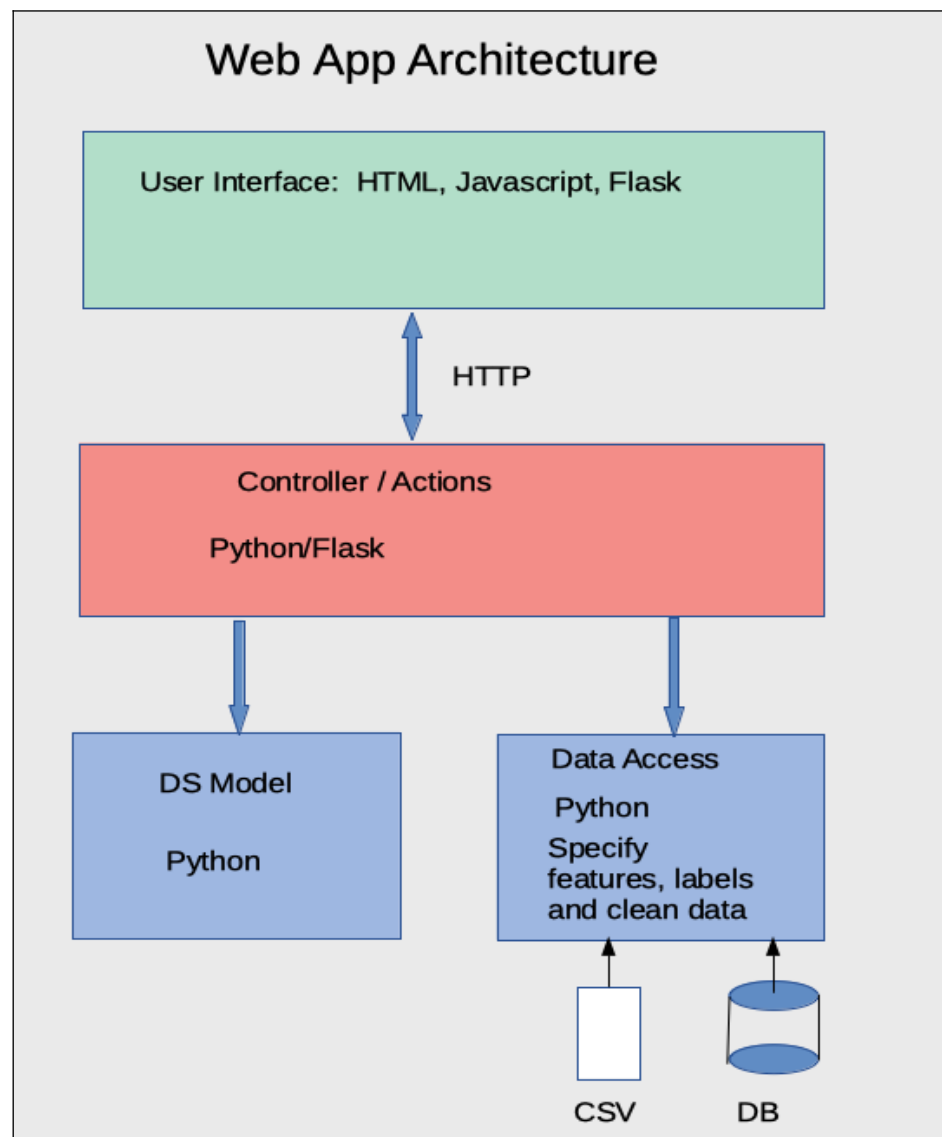 Web App Architecture
User Interface:  HTML, Javascript, Flask
HTTP
Controller / Actions
Python/Flask
DS Model
Python
Data Access
Python
Specify
features, labels
and clean data
CSV
DB